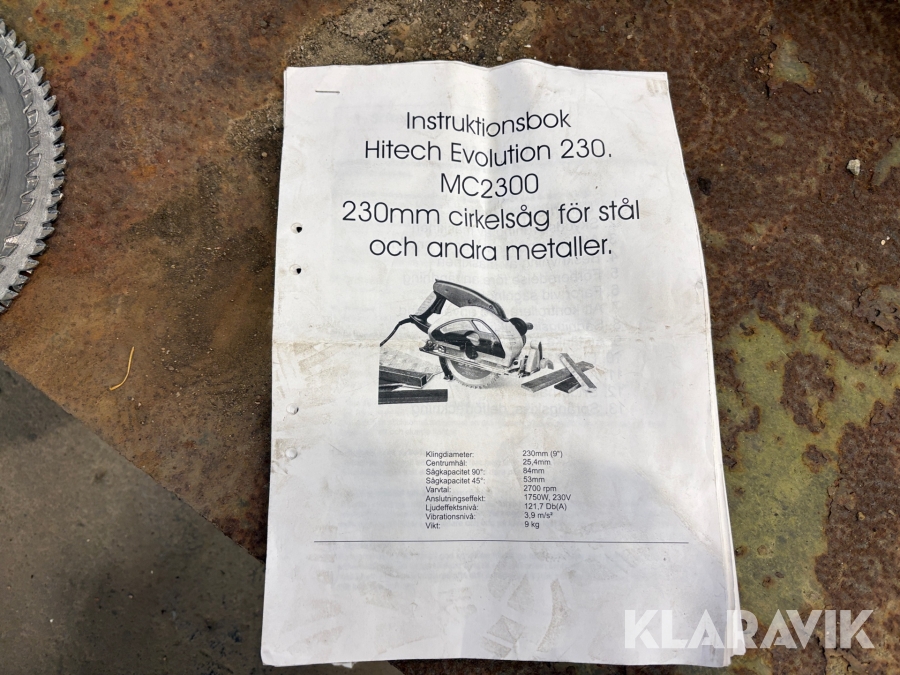 Instruktionsbok
Hitech Evolution 230.
MC2300
230mm cirkelsåg för stål
och andra metaller.
Klingdiameter: 230mm (9")
Centrumhål: 25,4mm
Sågkapacitet 90°: 84mm
Sågkapacitet 45°: 53mm
Varvtal: 2700 rpm
Anslutningseffekt: 1750W, 230V
Ljudeffektsnivå: 121,7 Db(A)
Vibrationsnivå: 3,9 m/s²
Vikt: 9 kg
KLARAVIK